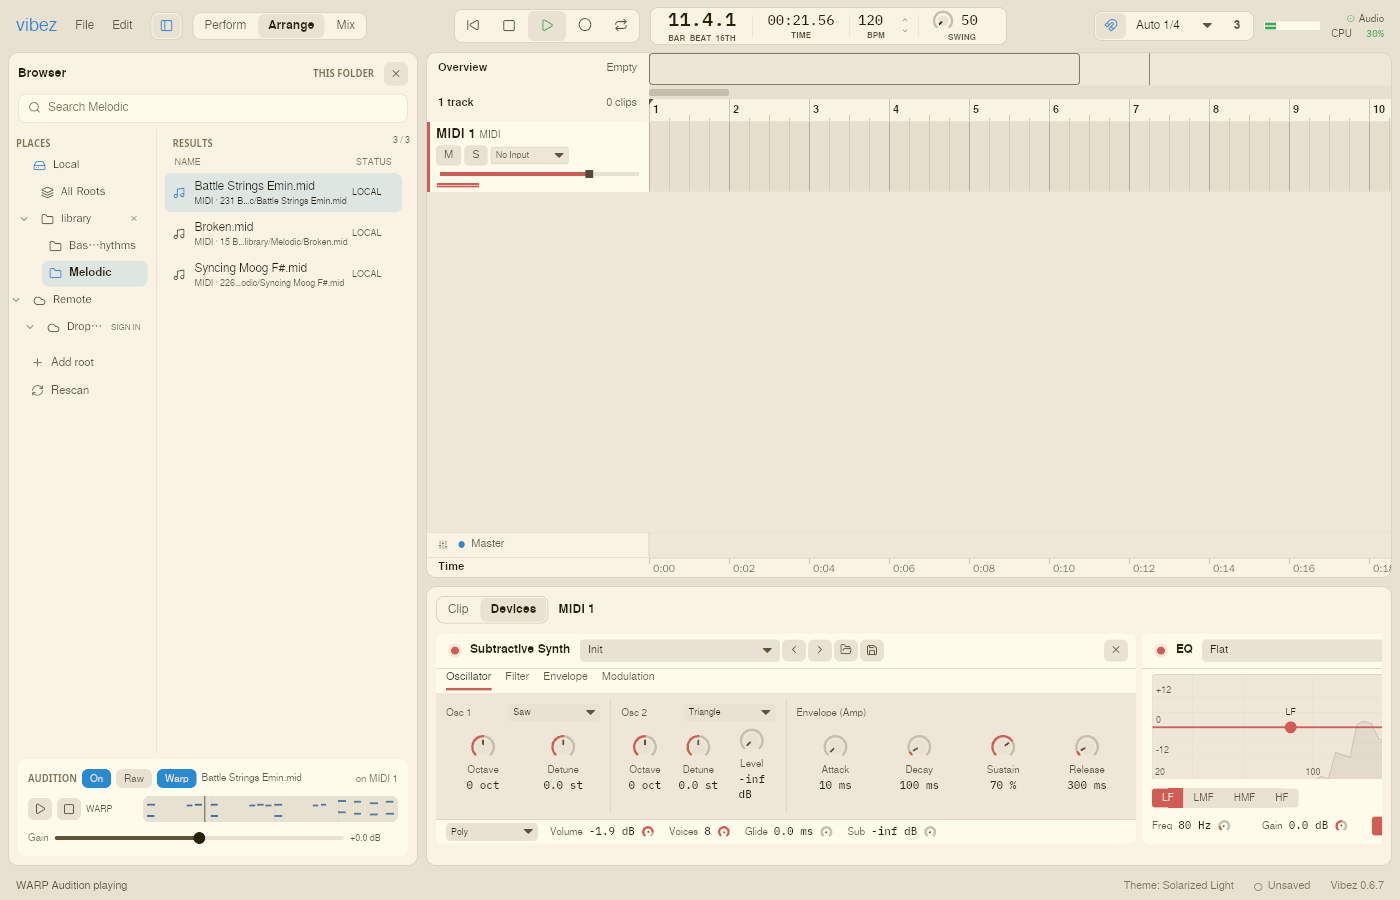 vibez File Edit Perform Arrange Mix
11.4.1 00:21.56 120 50
BAR BEAT 16TH TIME BPM SWING
Auto 1/4 3
Audio
CPU 30%
Browser THIS FOLDER
Search Melodic
PLACES
Local
All Roots
library
Bas···hythms
Melodic
Remote
Drop··· SIGN IN
Add root
Rescan
RESULTS 3 / 3
NAME STATUS
Battle Strings Emin.mid
MIDI · 231 B...c/Battle Strings Emin.mid LOCAL
Broken.mid
MIDI · 15 B...library/Melodic/Broken.mid LOCAL
Syncing Moog F#.mid
MIDI · 226...odic/Syncing Moog F#.mid LOCAL
AUDITION On Raw Warp Battle Strings Emin.mid on MIDI 1
WARP
Gain +0.0 dB
Overview Empty
1 track 0 clips
1 2 3 4 5 6 7 8 9 10
MIDI 1 MIDI
M S No Input
Master
Time 0:00 0:02 0:04 0:06 0:08 0:10 0:12 0:14 0:16 0:18
Clip Devices MIDI 1
Subtractive Synth Init
Oscillator Filter Envelope Modulation
Osc 1 Saw Osc 2 Triangle Envelope (Amp)
Octave Detune Octave Detune Level Attack Decay Sustain Release
0 oct 0.0 st 0 oct 0.0 st -inf dB 10 ms 100 ms 70 % 300 ms
Poly Volume -1.9 dB Voices 8 Glide 0.0 ms Sub -inf dB
EQ Flat
+12
0
-12
LF
20 100
LF LMF HMF HF
Freq 80 Hz Gain 0.0 dB
WARP Audition playing
Theme: Solarized Light Unsaved Vibez 0.6.7